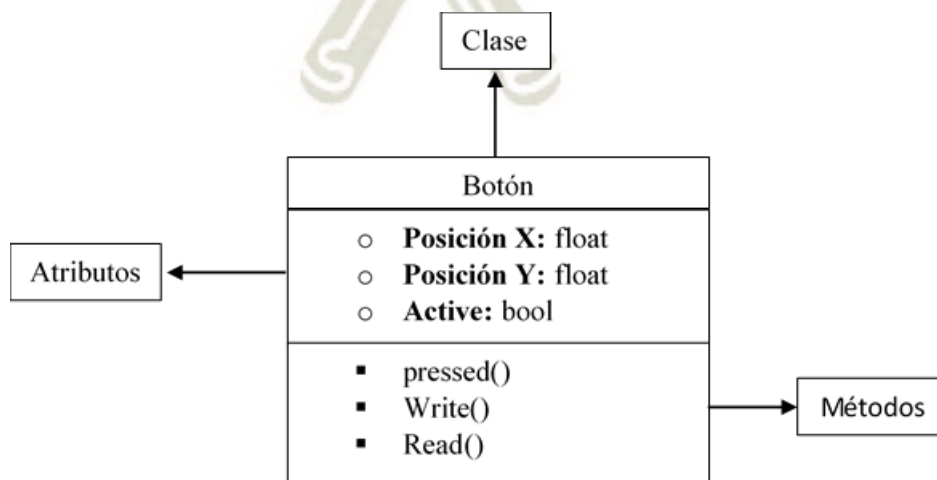 Clase
Botón
Posición X: float
Posición Y: float
Active: bool
Atributos
pressed()
Write()
Read()
Métodos